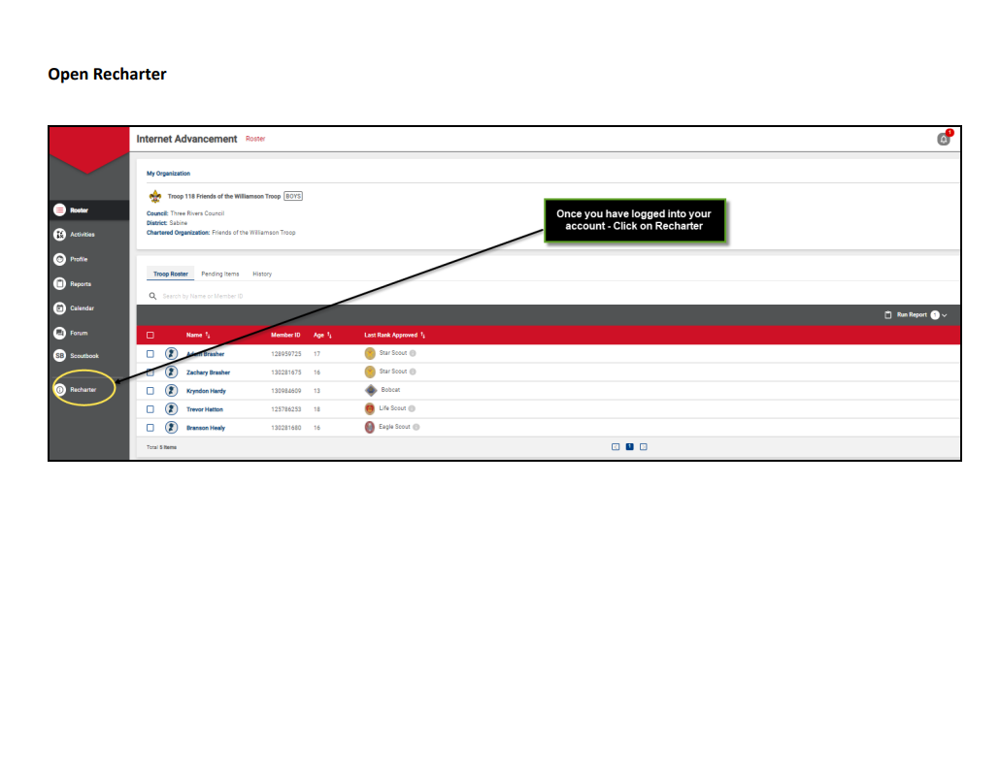 Open Recharter
Internet Advancement Roster
1
My Organization
Troop 118 Friends of the Williamson Troop BOYS
Council: Three Rivers Council
District: Sabine
Chartered Organization: Friends of the Williamson Troop
Once you have logged into your
account - Click on Recharter
Roster
Activities
Profile
Reports
Calendar
Forum
SB Scoutbook
Recharter
Troop Roster Pending Items History
Search by Name or Member ID
Run Report 1
Name Member ID Age Last Rank Approved
Adam Brasher 128959725 17 Star Scout
Zachary Brasher 130281675 16 Star Scout
Kryndon Hardy 130984609 13 Bobcat
Trevor Hatton 125786253 18 Life Scout
Branson Healy 130281680 16 Eagle Scout
Total 5 Items
< 1 >